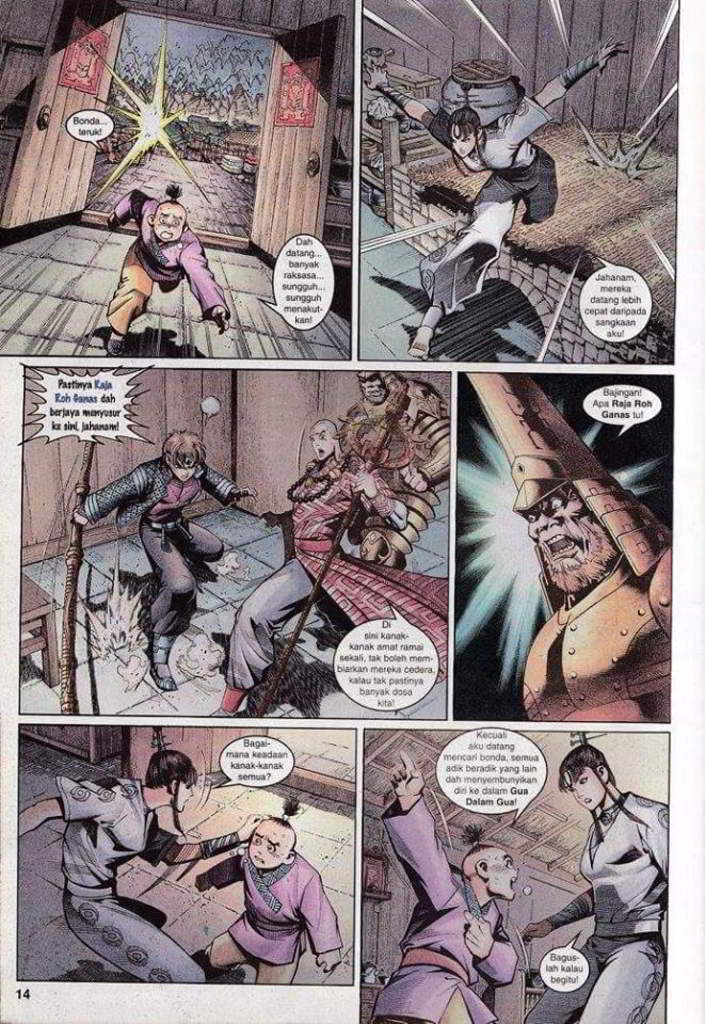 Bonda...
teruk!
Dah
datang...
banyak
raksasa...
sungguh...
sungguh
menakut-
kan!
Jahanam,
mereka
datang lebih
cepat daripada
sangkaan
aku!
Pastinya Raja
Roh Ganas dah
berjaya menyusur
ke sini, jahanam!
Di
sini kanak-
kanak
amat ramai
sekali, tak boleh mem-
biarkan mereka cedera,
kalau tak pastinya
banyak dosa
kita!
Bajingan!
Apa Raja Roh
Ganas tu!
Bagai-
mana keadaan
kanak-kanak
semua?
Kecuali
aku datang
mencari bonda, semua
adik beradik yang lain
dah menyembunyikan
diri ke dalam Gua
Dalam Gua!
Bagus-
lah kalau
begitu!
14